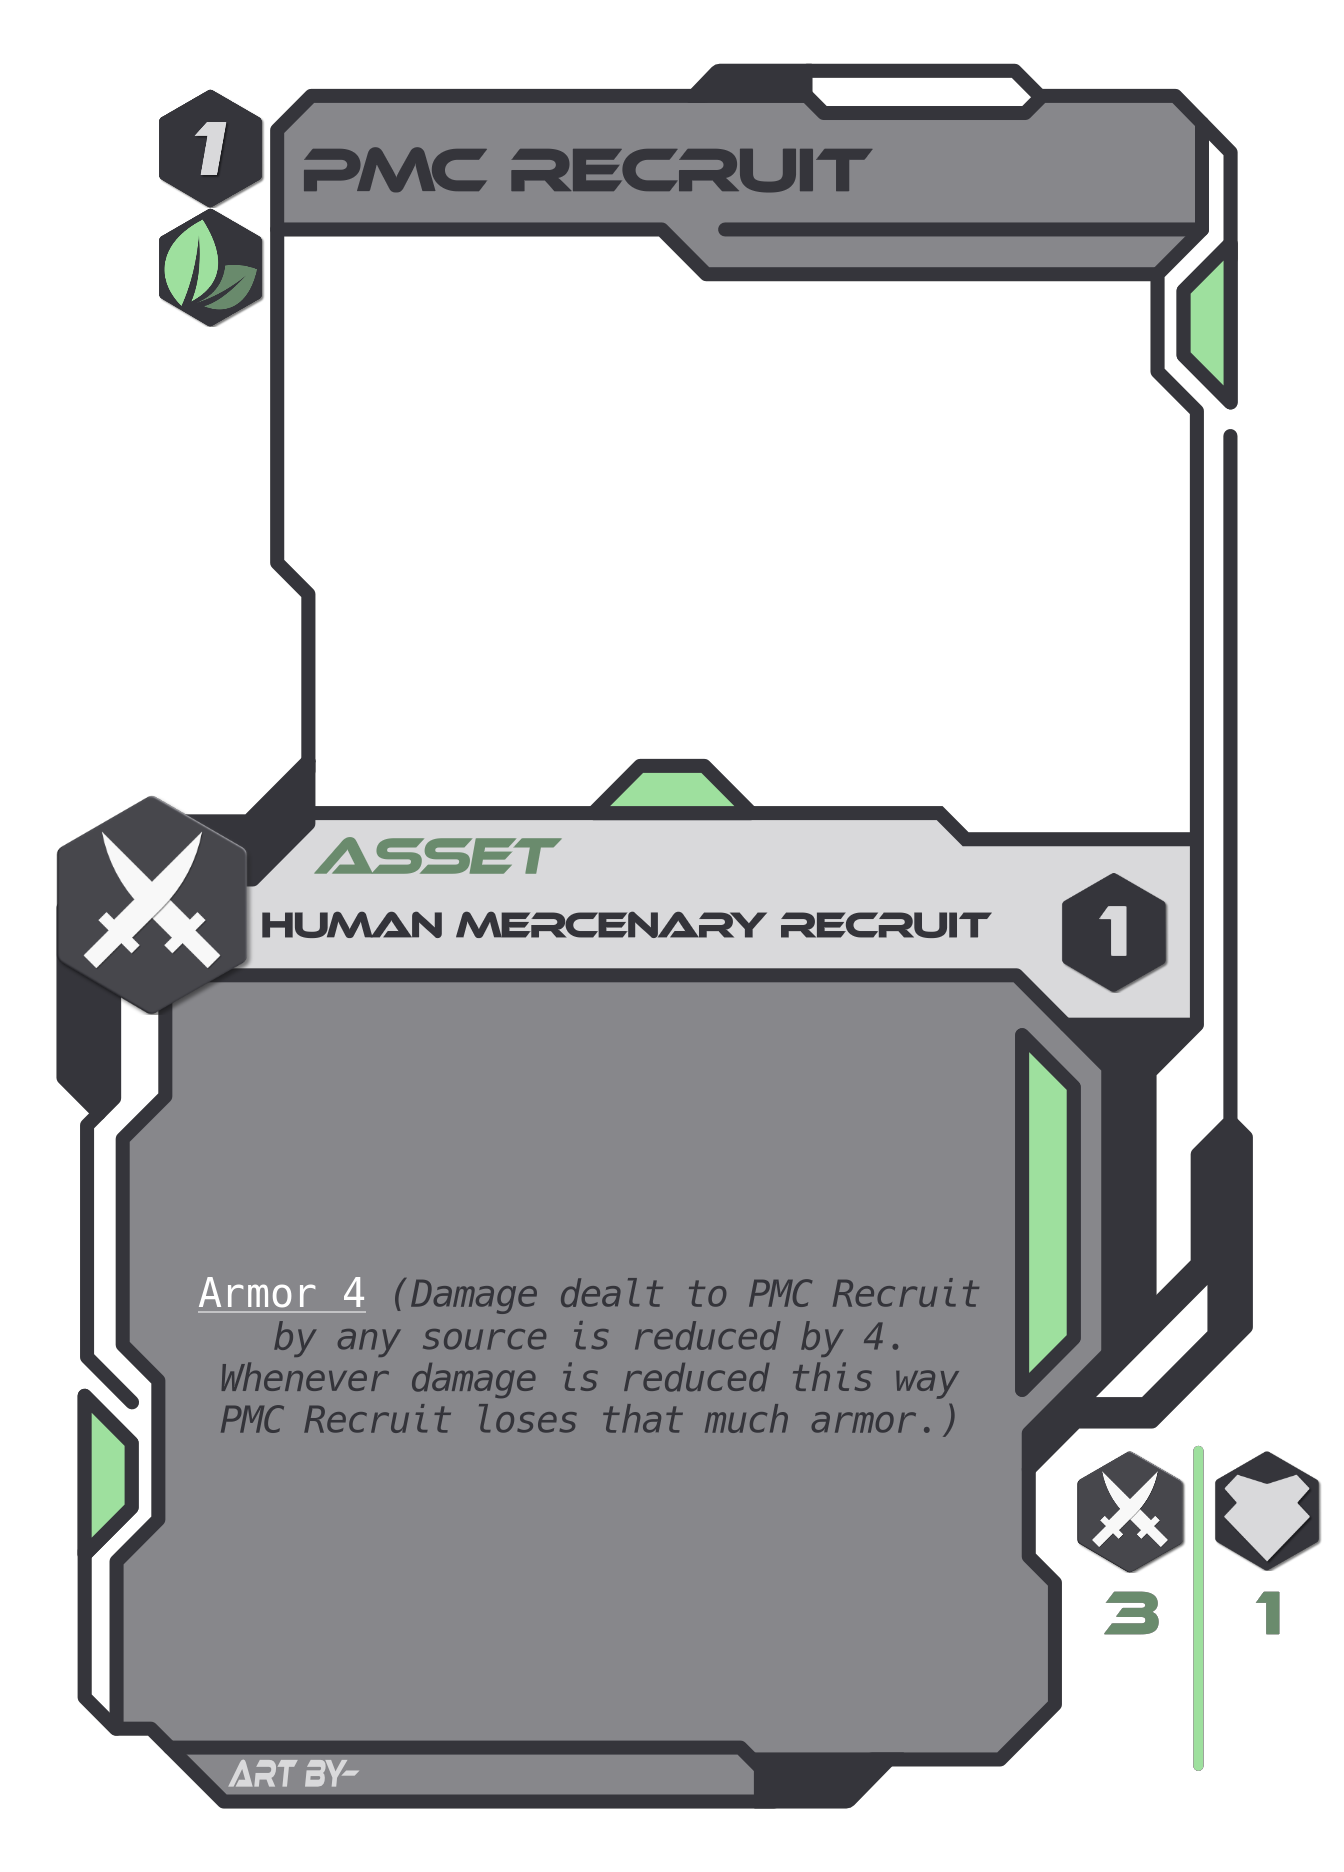 1
PMC RECRUIT
ASSET
HUMAN MERCENARY RECRUIT
1
Armor 4 (Damage dealt to PMC Recruit
by any source is reduced by 4.
Whenever damage is reduced this way
PMC Recruit loses that much armor.)
3
1
ART BY-